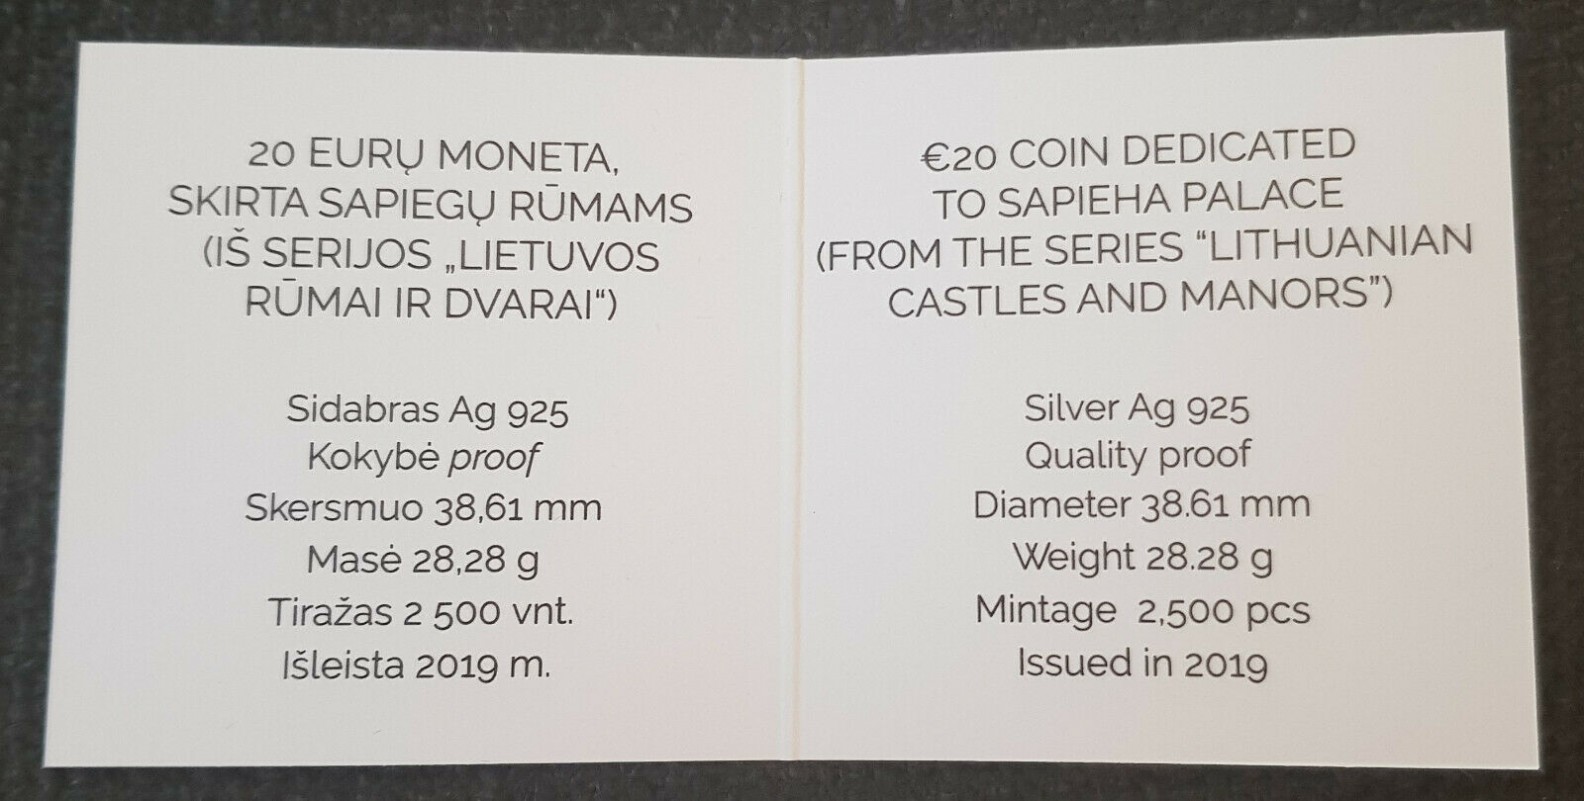 20 EURŲ MONETA,
SKIRTA SAPIEGŲ RŪMAMS
(IŠ SERIJOS „LIETUVOS
RŪMAI IR DVARAI“)
Sidabras Ag 925
Kokybė proof
Skersmuo 38,61 mm
Masė 28,28 g
Tiražas 2 500 vnt.
Išleista 2019 m.
€20 COIN DEDICATED
TO SAPIEHA PALACE
(FROM THE SERIES “LITHUANIAN
CASTLES AND MANORS”)
Silver Ag 925
Quality proof
Diameter 38.61 mm
Weight 28.28 g
Mintage 2,500 pcs
Issued in 2019